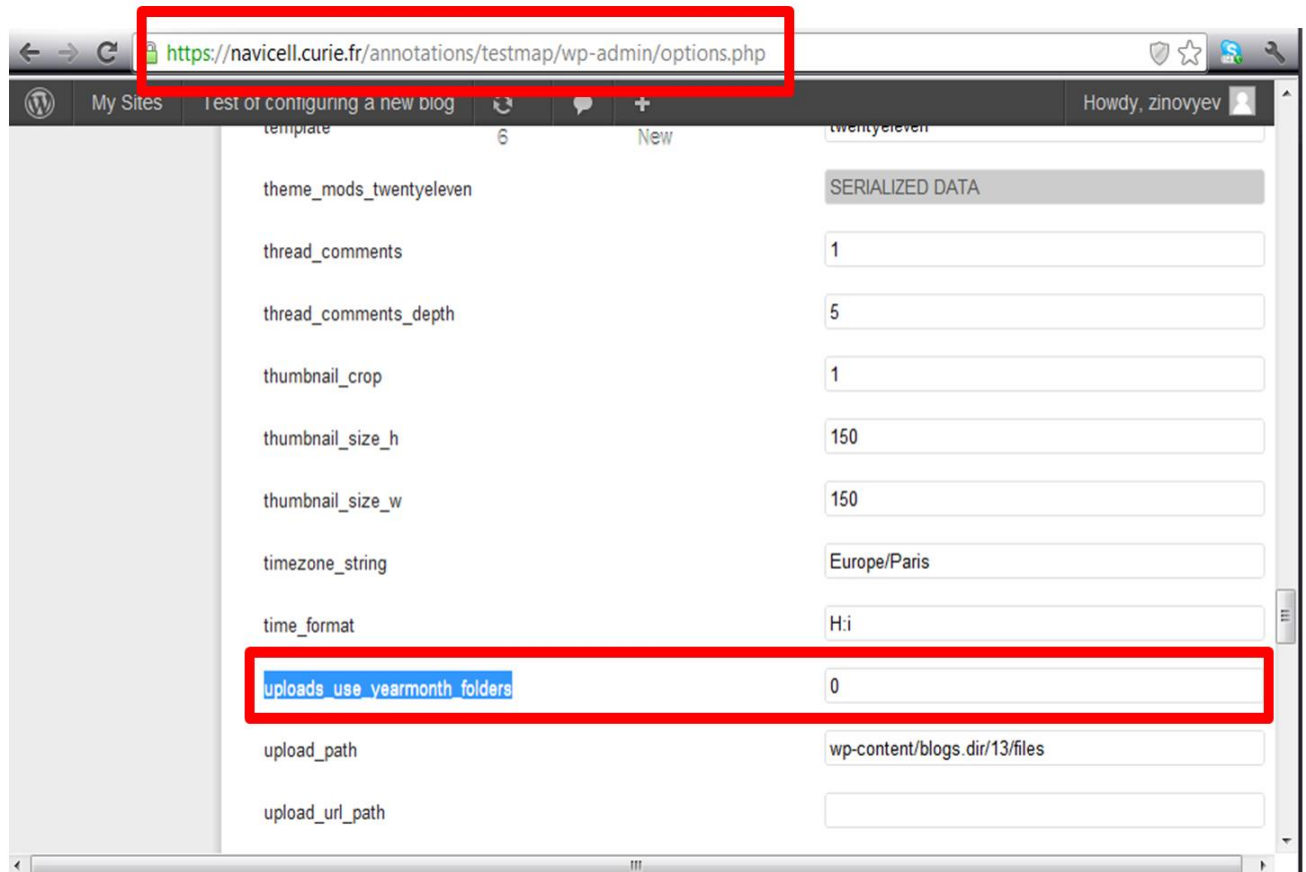 https://navicell.curie.fr/annotations/testmap/wp-admin/options.php
My Sites Test of configuring a new blog Howdy, zinovyev
template 6 New twentyeleven
theme_mods_twentyeleven SERIALIZED DATA
thread_comments 1
thread_comments_depth 5
thumbnail_crop 1
thumbnail_size_h 150
thumbnail_size_w 150
timezone_string Europe/Paris
time_format H:i
uploads_use_yearmonth_folders 0
upload_path wp-content/blogs.dir/13/files
upload_url_path